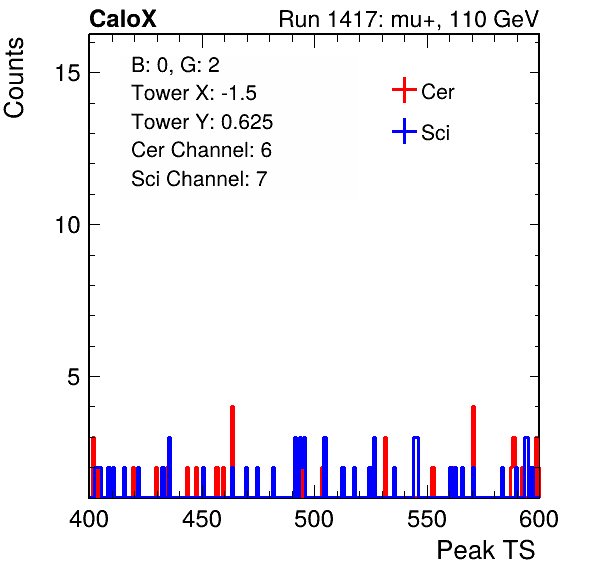 CaloX Run 1417: mu+, 110 GeV
Counts
B: 0, G: 2
Tower X: -1.5
Tower Y: 0.625
Cer Channel: 6
Sci Channel: 7
Cer
Sci
15
10
5
400 450 500 550 600
Peak TS